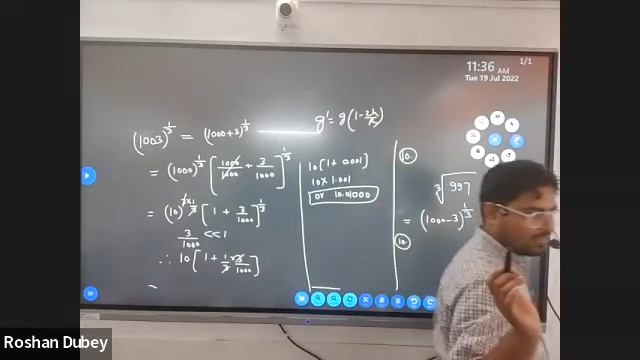 11:36 AM
Tue 19 Jul 2022
1/1
(1003)^{1/3} = (1000+3)^{1/3}
g' = g(1-2h/R)
= (1000)^{1/3} [1000/1000 + 3/1000]^{1/3}
= (10)^{3×1/3} [1 + 3/1000]^{1/3}
3/1000 <<1
∴ 10[1 + 1/3 × 3/1000]
=
10[1 + 0.001]
10 × 1.001
or 10.01000
10.
∛997
= (1000-3)^{1/3}
10.
Roshan Dubey